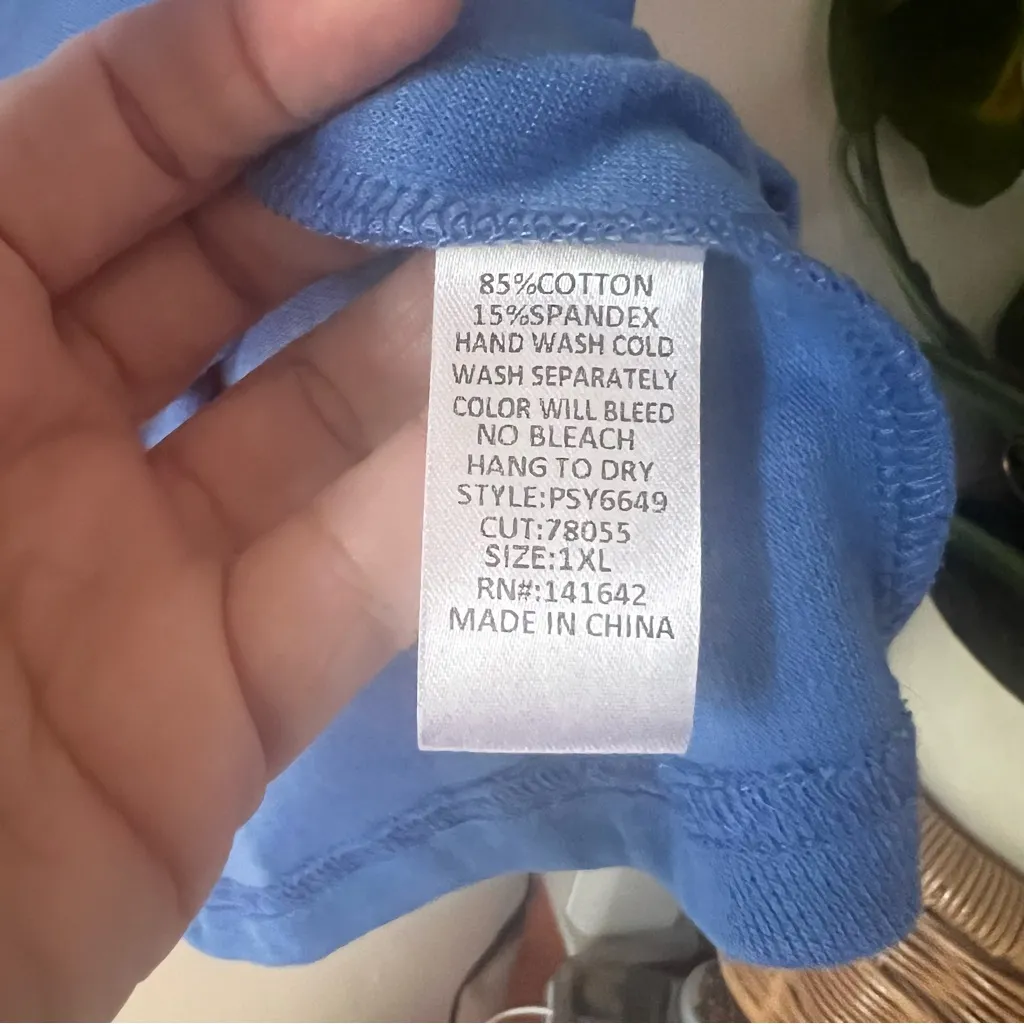 85%COTTON
15%SPANDEX
HAND WASH COLD
WASH SEPARATELY
COLOR WILL BLEED
NO BLEACH
HANG TO DRY
STYLE:PSY6649
CUT:78055
SIZE:1XL
RN#:141642
MADE IN CHINA